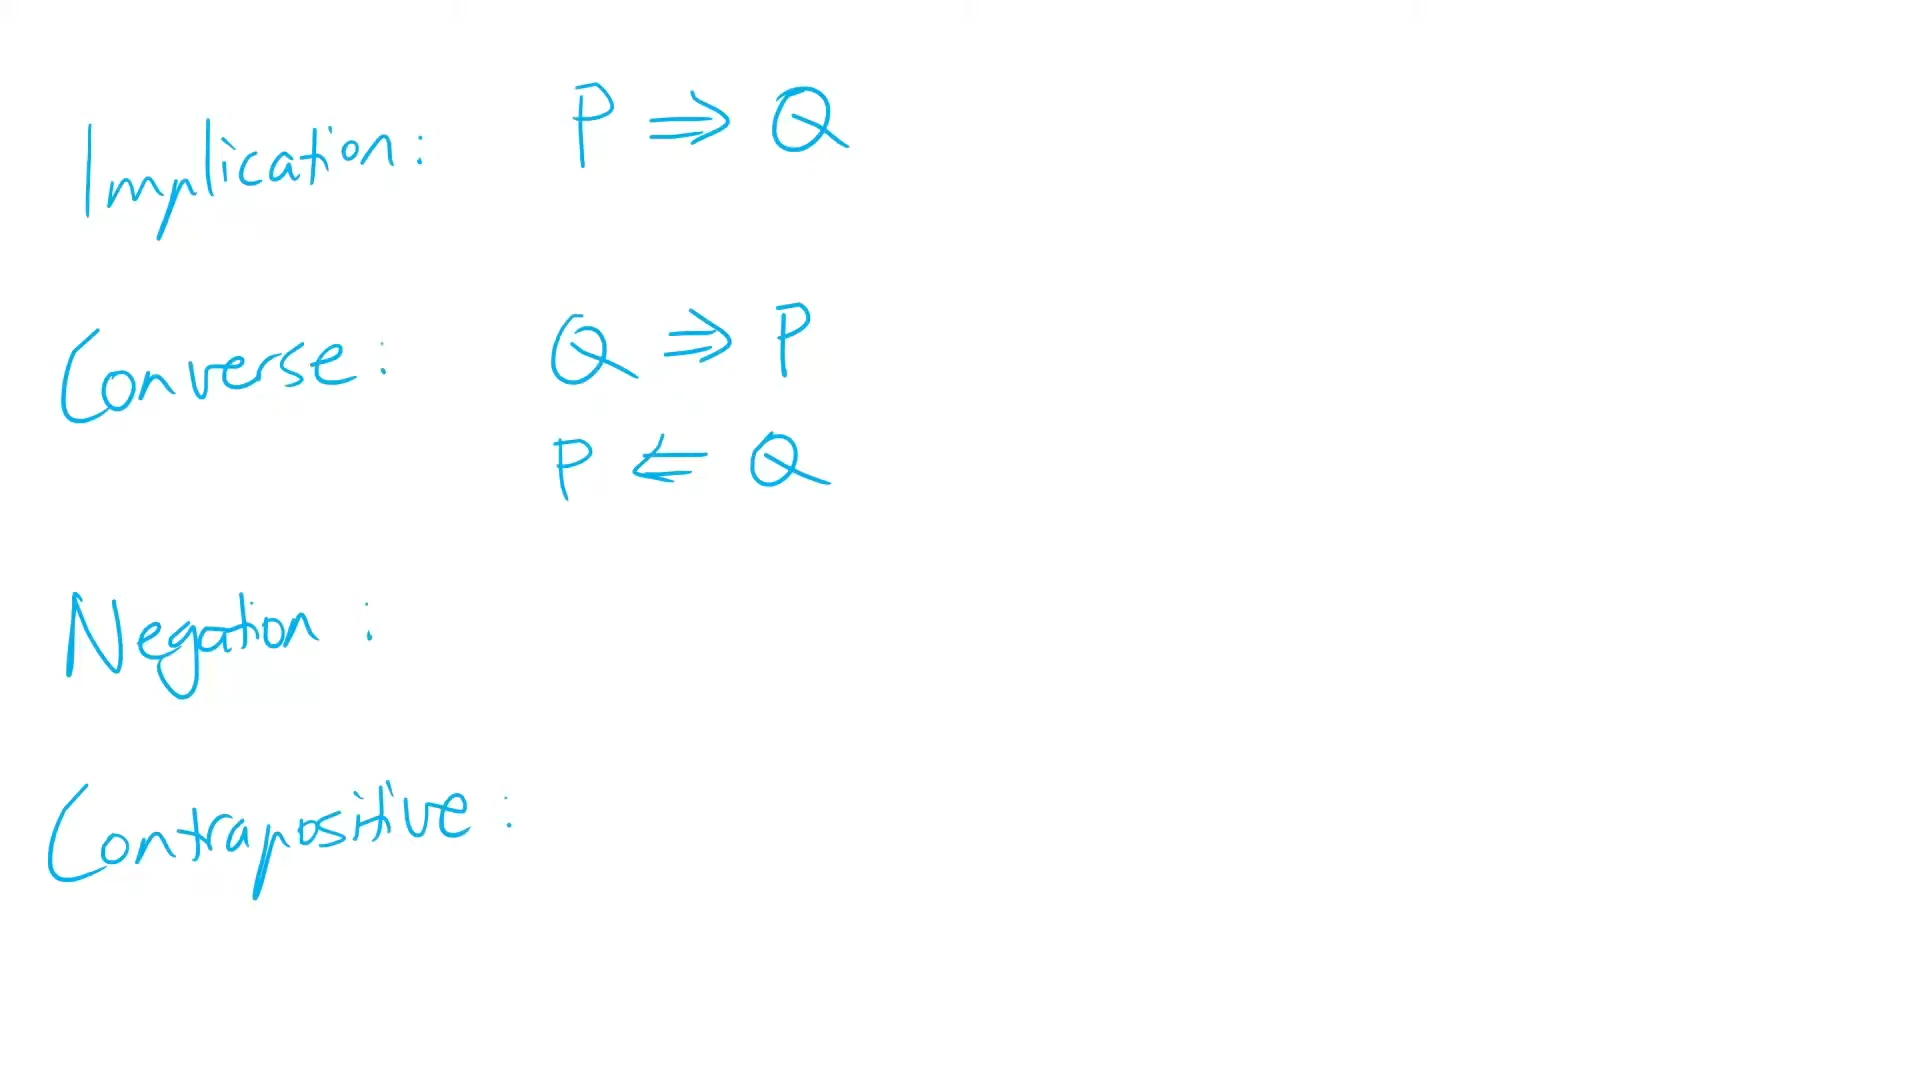 Implication: P ⇒ Q
Converse: Q ⇒ P
P ⇐ Q
Negation:
Contrapositive: